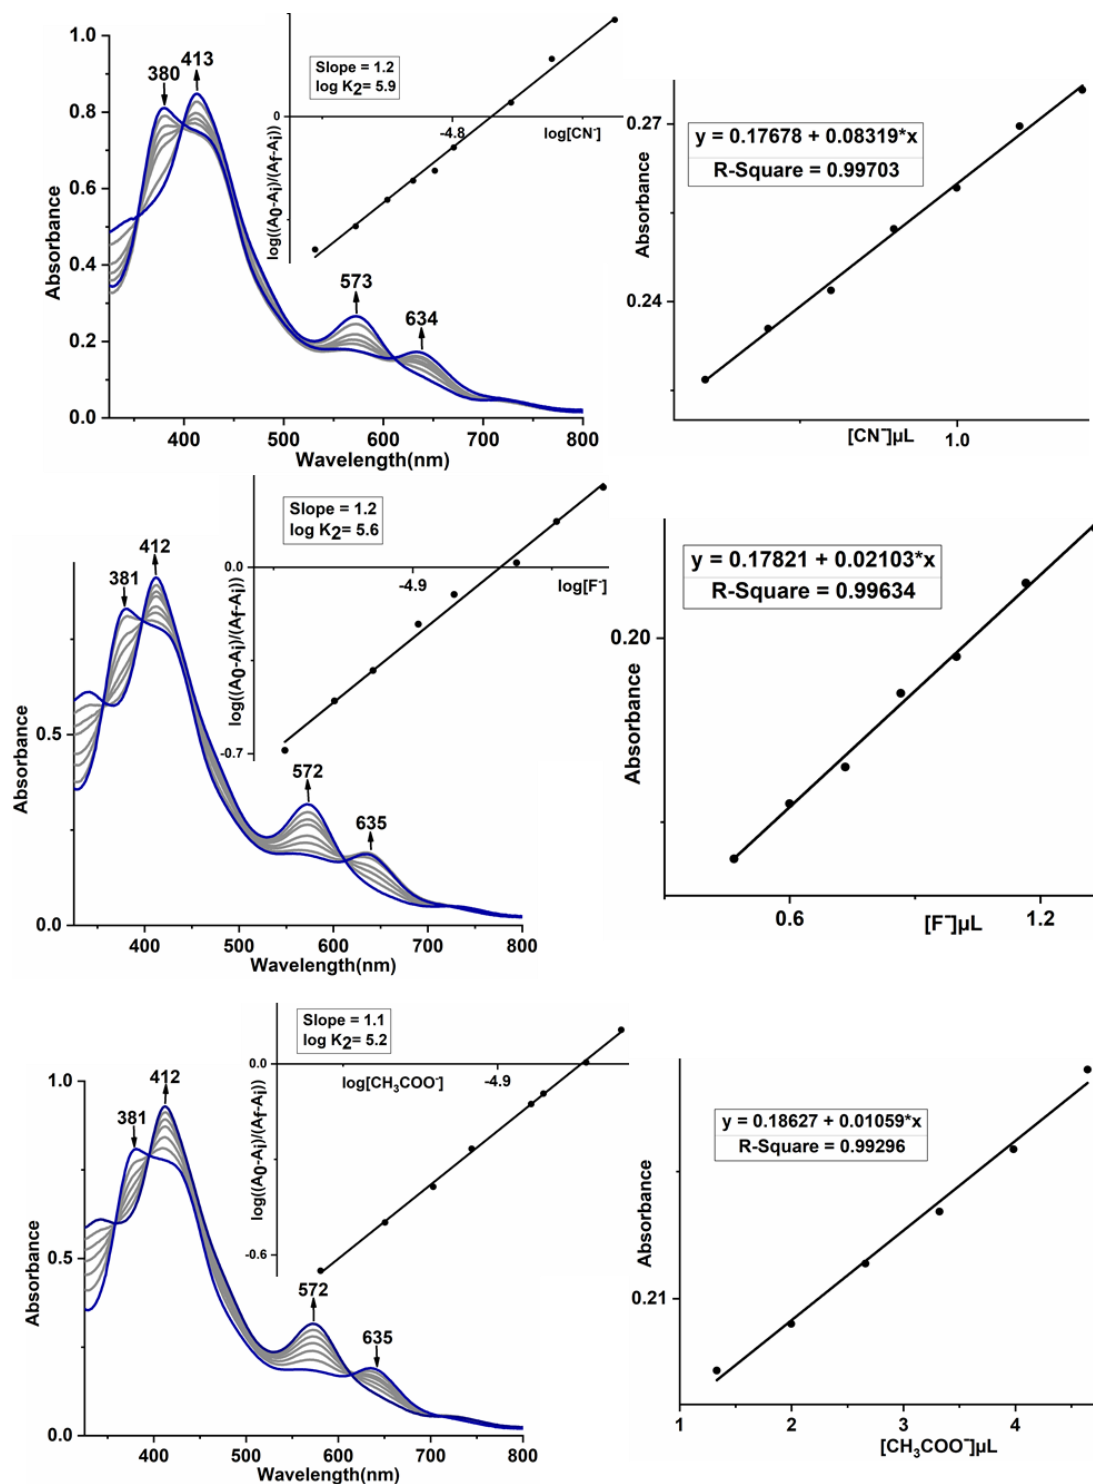 1.0
0.8
0.6
0.4
0.2
0.0
Absorbance
380
413
573
634
400
500
600
700
800
Wavelength(nm)
Slope = 1.2
log K2= 5.9
0
-4.8
log[CN-]
log((A0-Ai)/(Af-Ai))
y = 0.17678 + 0.08319*x
R-Square = 0.99703
0.27
0.24
Absorbance
[CN-]µL
1.0
0.5
0.0
Absorbance
381
412
572
635
400
500
600
700
800
Wavelength(nm)
Slope = 1.2
log K2= 5.6
0.0
-0.7
-4.9
log[F-]
log((A0-Ai)/(Af-Ai))
y = 0.17821 + 0.02103*x
R-Square = 0.99634
0.20
Absorbance
0.6
[F-]µL
1.2
1.0
0.5
0.0
Absorbance
381
412
572
635
400
500
600
700
800
Wavelength(nm)
Slope = 1.1
log K2= 5.2
0.0
-0.6
log[CH3COO-]
-4.9
log((A0-Ai)/(Af-Ai))
y = 0.18627 + 0.01059*x
R-Square = 0.99296
0.21
Absorbance
1
2
3
4
[CH3COO-]µL